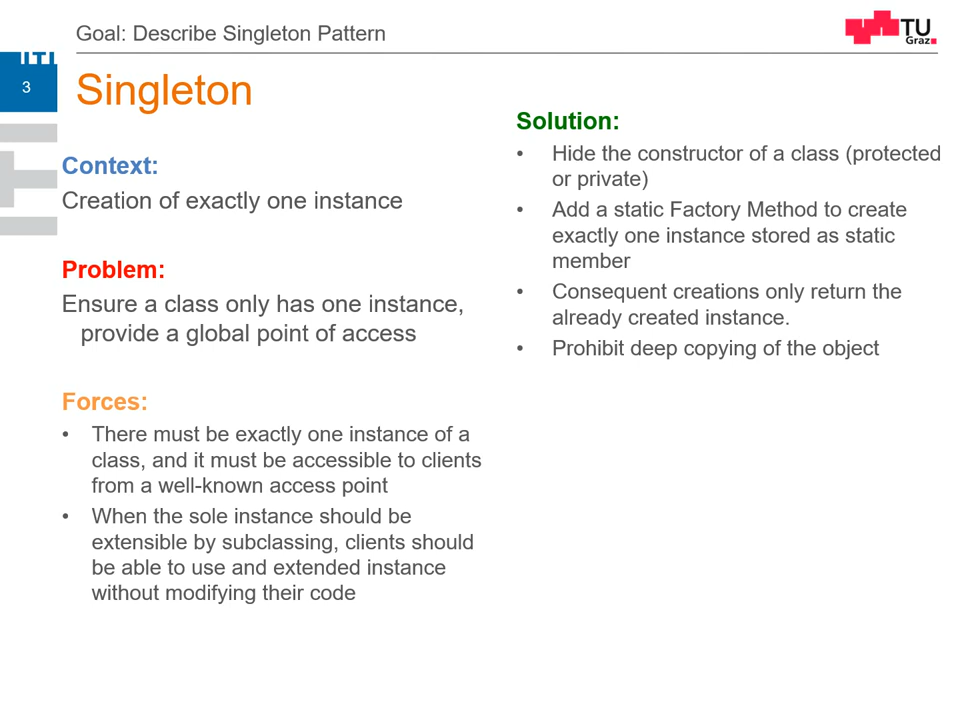 Goal: Describe Singleton Pattern
TU
Graz
3
Singleton
Context:
Creation of exactly one instance
Problem:
Ensure a class only has one instance,
provide a global point of access
Forces:
• There must be exactly one instance of a
class, and it must be accessible to clients
from a well-known access point
• When the sole instance should be
extensible by subclassing, clients should
be able to use and extended instance
without modifying their code
Solution:
• Hide the constructor of a class (protected
or private)
• Add a static Factory Method to create
exactly one instance stored as static
member
• Consequent creations only return the
already created instance.
• Prohibit deep copying of the object